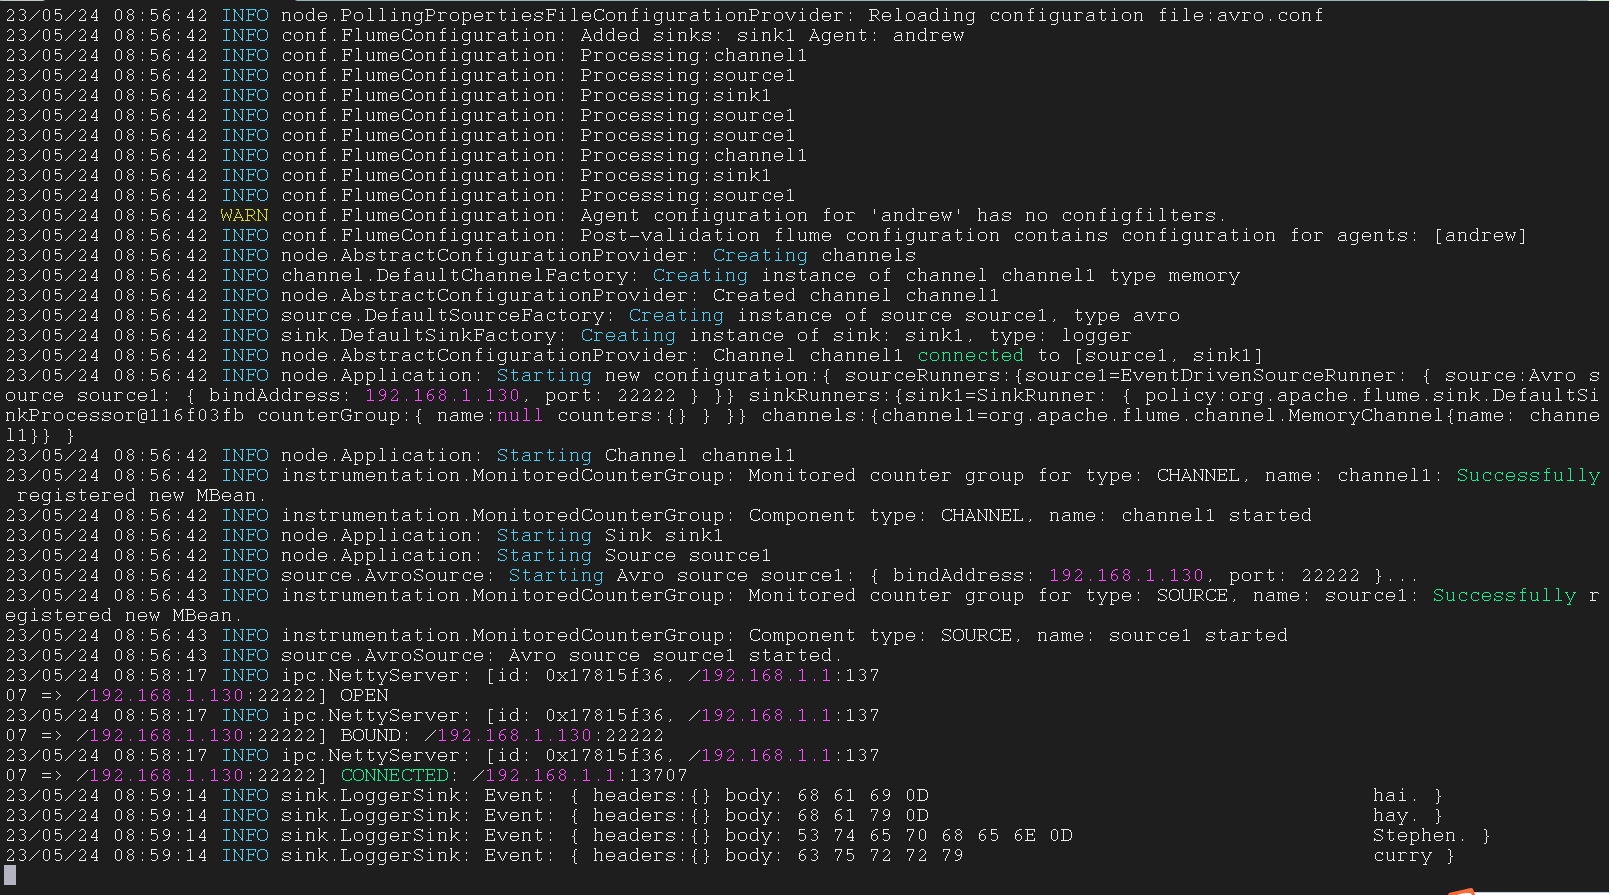 23/05/24 08:56:42 INFO node.PollingPropertiesFileConfigurationProvider: Reloading configuration file:avro.conf
23/05/24 08:56:42 INFO conf.FlumeConfiguration: Added sinks: sink1 Agent: andrew
23/05/24 08:56:42 INFO conf.FlumeConfiguration: Processing:channel1
23/05/24 08:56:42 INFO conf.FlumeConfiguration: Processing:source1
23/05/24 08:56:42 INFO conf.FlumeConfiguration: Processing:sink1
23/05/24 08:56:42 INFO conf.FlumeConfiguration: Processing:source1
23/05/24 08:56:42 INFO conf.FlumeConfiguration: Processing:source1
23/05/24 08:56:42 INFO conf.FlumeConfiguration: Processing:channel1
23/05/24 08:56:42 INFO conf.FlumeConfiguration: Processing:sink1
23/05/24 08:56:42 INFO conf.FlumeConfiguration: Processing:source1
23/05/24 08:56:42 WARN conf.FlumeConfiguration: Agent configuration for 'andrew' has no configfilters.
23/05/24 08:56:42 INFO conf.FlumeConfiguration: Post-validation flume configuration contains configuration for agents: [andrew]
23/05/24 08:56:42 INFO node.AbstractConfigurationProvider: Creating channels
23/05/24 08:56:42 INFO channel.DefaultChannelFactory: Creating instance of channel channel1 type memory
23/05/24 08:56:42 INFO node.AbstractConfigurationProvider: Created channel channel1
23/05/24 08:56:42 INFO source.DefaultSourceFactory: Creating instance of source source1, type avro
23/05/24 08:56:42 INFO sink.DefaultSinkFactory: Creating instance of sink: sink1, type: logger
23/05/24 08:56:42 INFO node.AbstractConfigurationProvider: Channel channel1 connected to [source1, sink1]
23/05/24 08:56:42 INFO node.Application: Starting new configuration:{ sourceRunners:{source1=EventDrivenSourceRunner: { source:Avro s
ource source1: { bindAddress: 192.168.1.130, port: 22222 } }} sinkRunners:{sink1=SinkRunner: { policy:org.apache.flume.sink.DefaultSi
nkProcessor@116f03fb counterGroup:{ name:null counters:{} } }} channels:{channel1=org.apache.flume.channel.MemoryChannel{name: channe
l1}} }
23/05/24 08:56:42 INFO node.Application: Starting Channel channel1
23/05/24 08:56:42 INFO instrumentation.MonitoredCounterGroup: Monitored counter group for type: CHANNEL, name: channel1: Successfully
 registered new MBean.
23/05/24 08:56:42 INFO instrumentation.MonitoredCounterGroup: Component type: CHANNEL, name: channel1 started
23/05/24 08:56:42 INFO node.Application: Starting Sink sink1
23/05/24 08:56:42 INFO node.Application: Starting Source source1
23/05/24 08:56:42 INFO source.AvroSource: Starting Avro source source1: { bindAddress: 192.168.1.130, port: 22222 }...
23/05/24 08:56:43 INFO instrumentation.MonitoredCounterGroup: Monitored counter group for type: SOURCE, name: source1: Successfully r
egistered new MBean.
23/05/24 08:56:43 INFO instrumentation.MonitoredCounterGroup: Component type: SOURCE, name: source1 started
23/05/24 08:56:43 INFO source.AvroSource: Avro source source1 started.
23/05/24 08:58:17 INFO ipc.NettyServer: [id: 0x17815f36, /192.168.1.1:137
07 => /192.168.1.130:22222] OPEN
23/05/24 08:58:17 INFO ipc.NettyServer: [id: 0x17815f36, /192.168.1.1:137
07 => /192.168.1.130:22222] BOUND: /192.168.1.130:22222
23/05/24 08:58:17 INFO ipc.NettyServer: [id: 0x17815f36, /192.168.1.1:137
07 => /192.168.1.130:22222] CONNECTED: /192.168.1.1:13707
23/05/24 08:59:14 INFO sink.LoggerSink: Event: { headers:{} body: 68 61 69 0D hai. }
23/05/24 08:59:14 INFO sink.LoggerSink: Event: { headers:{} body: 68 61 79 0D hay. }
23/05/24 08:59:14 INFO sink.LoggerSink: Event: { headers:{} body: 53 74 65 70 68 65 6E 0D Stephen. }
23/05/24 08:59:14 INFO sink.LoggerSink: Event: { headers:{} body: 63 75 72 72 79 curry }